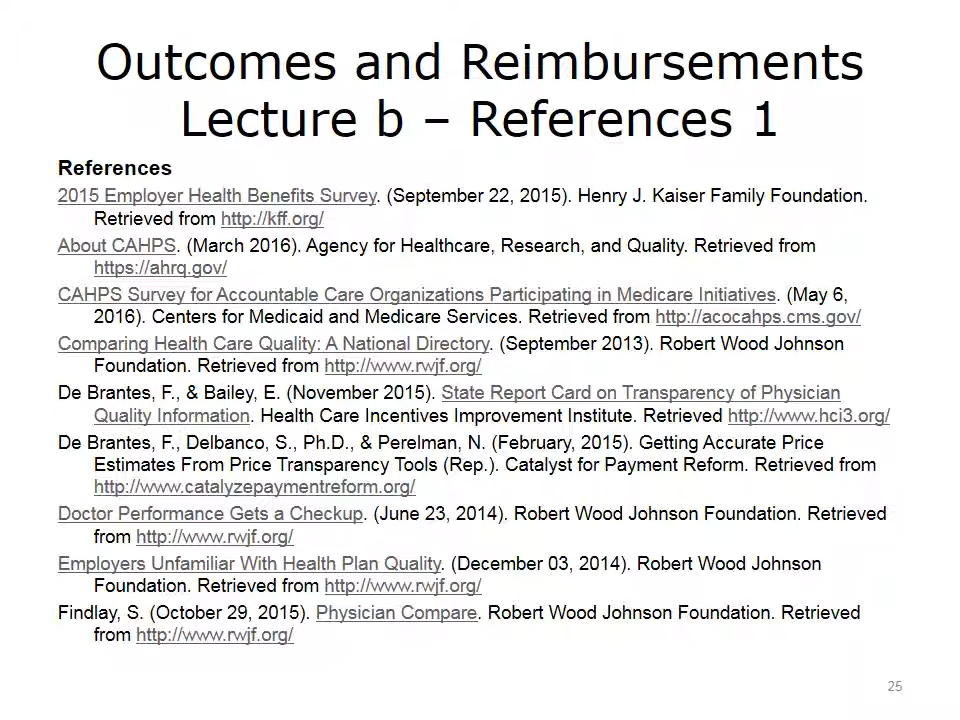 Outcomes and Reimbursements
Lecture b – References 1
References
2015 Employer Health Benefits Survey. (September 22, 2015). Henry J. Kaiser Family Foundation.
Retrieved from http://kff.org/
About CAHPS. (March 2016). Agency for Healthcare, Research, and Quality. Retrieved from
https://ahrq.gov/
CAHPS Survey for Accountable Care Organizations Participating in Medicare Initiatives. (May 6,
2016). Centers for Medicaid and Medicare Services. Retrieved from http://acocahps.cms.gov/
Comparing Health Care Quality: A National Directory. (September 2013). Robert Wood Johnson
Foundation. Retrieved from http://www.rwjf.org/
De Brantes, F., & Bailey, E. (November 2015). State Report Card on Transparency of Physician
Quality Information. Health Care Incentives Improvement Institute. Retrieved http://www.hci3.org/
De Brantes, F., Delbanco, S., Ph.D., & Perelman, N. (February, 2015). Getting Accurate Price
Estimates From Price Transparency Tools (Rep.). Catalyst for Payment Reform. Retrieved from
http://www.catalyzepaymentreform.org/
Doctor Performance Gets a Checkup. (June 23, 2014). Robert Wood Johnson Foundation. Retrieved
from http://www.rwjf.org/
Employers Unfamiliar With Health Plan Quality. (December 03, 2014). Robert Wood Johnson
Foundation. Retrieved from http://www.rwjf.org/
Findlay, S. (October 29, 2015). Physician Compare. Robert Wood Johnson Foundation. Retrieved
from http://www.rwjf.org/
25